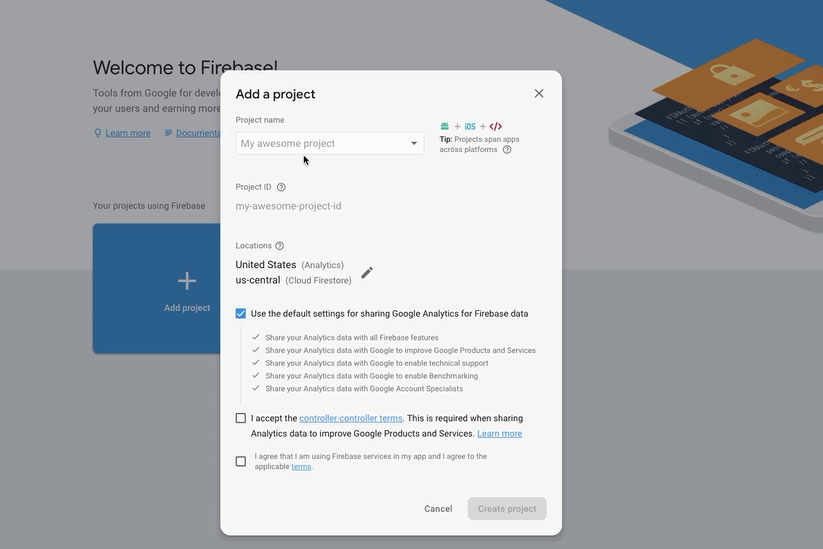 Welcome to Firebase!
Tools from Google for
your users and earning more
Learn more
Your projects using Firebase
Add project
Add a project
Project name
My awesome project
+ iOS + </>
Tip: Projects span apps
across platforms
Project ID
my-awesome-project-id
Locations
United States (Analytics)
us-central (Cloud Firestore)
Use the default settings for sharing Google Analytics for Firebase data
Share your Analytics data with all Firebase features
Share your Analytics data with Google to improve Google Products and Services
Share your Analytics data with Google to enable technical support
Share your Analytics data with Google to enable Benchmarking
Share your Analytics data with Google Account Specialists
I accept the controller-controller terms. This is required when sharing
Analytics data to improve Google Products and Services. Learn more
I agree that I am using Firebase services in my app and I agree to the
applicable terms.
Cancel
Create project